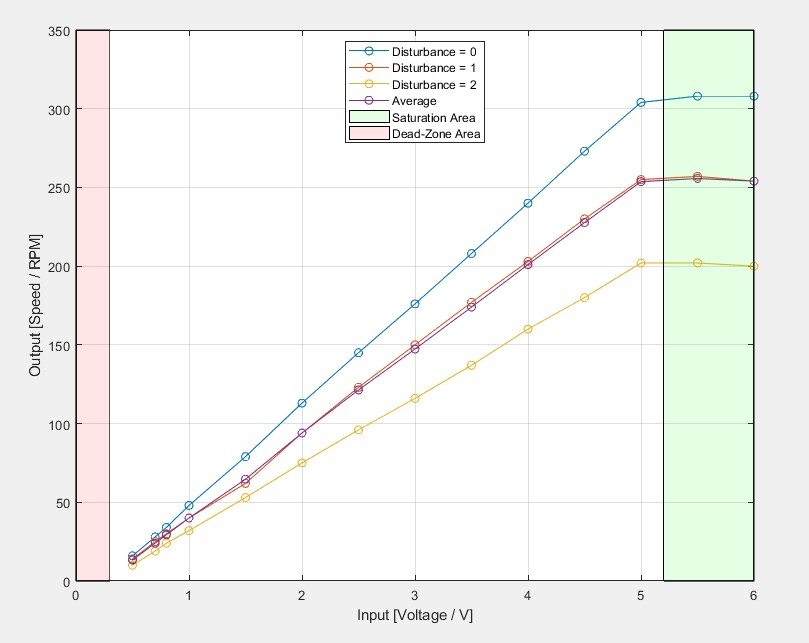 350
300
250
200
150
100
50
0
Output [Speed / RPM]
Disturbance = 0
Disturbance = 1
Disturbance = 2
Average
Saturation Area
Dead-Zone Area
0 1 2 3 4 5 6
Input [Voltage / V]